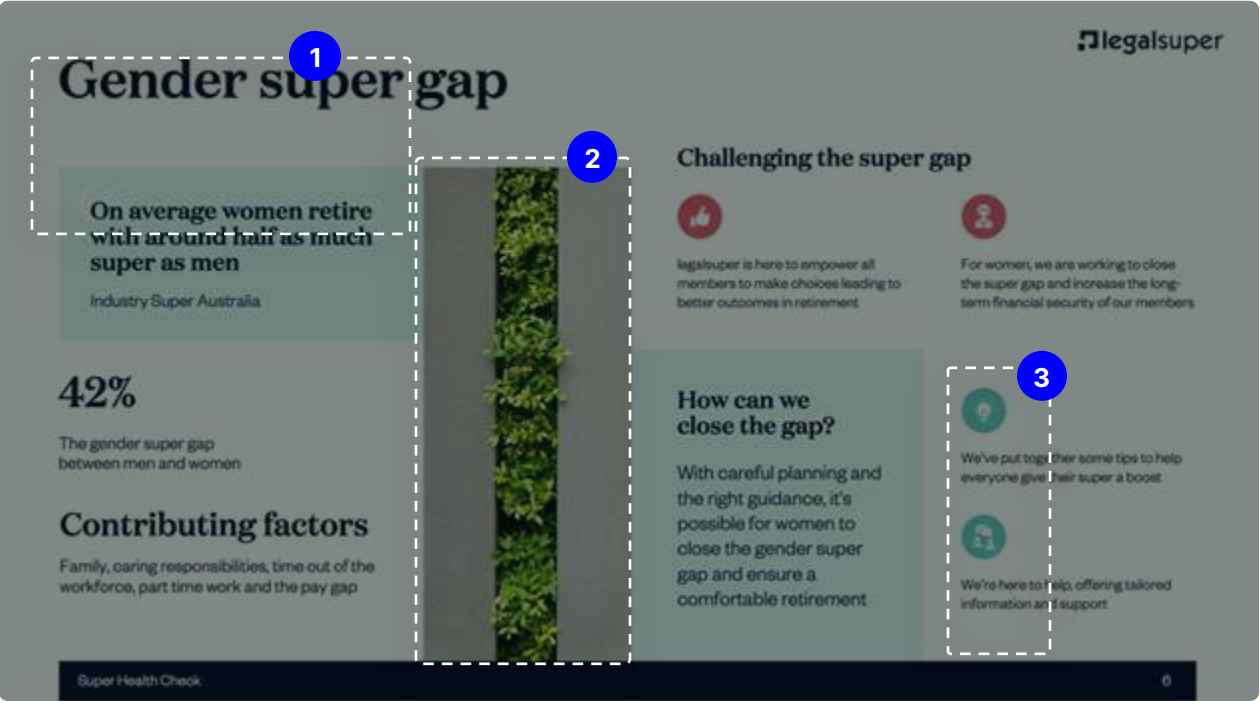 legalsuper
Gender super gap
On average women retire
with around half as much
super as men
Industry Super Australia
42%
The gender super gap
between men and women
Contributing factors
Family, caring responsibilities, time out of the
workforce, part time work and the pay gap
Challenging the super gap
legalsuper is here to empower all
members to make choices leading to
better outcomes in retirement
For women, we are working to close
the super gap and increase the long-
term financial security of our members
How can we
close the gap?
With careful planning and
the right guidance, it's
possible for women to
close the gender super
gap and ensure a
comfortable retirement
We've put together some tips to help
everyone give their super a boost
We're here to help, offering tailored
information and support
Super Health Check
6
1
2
3